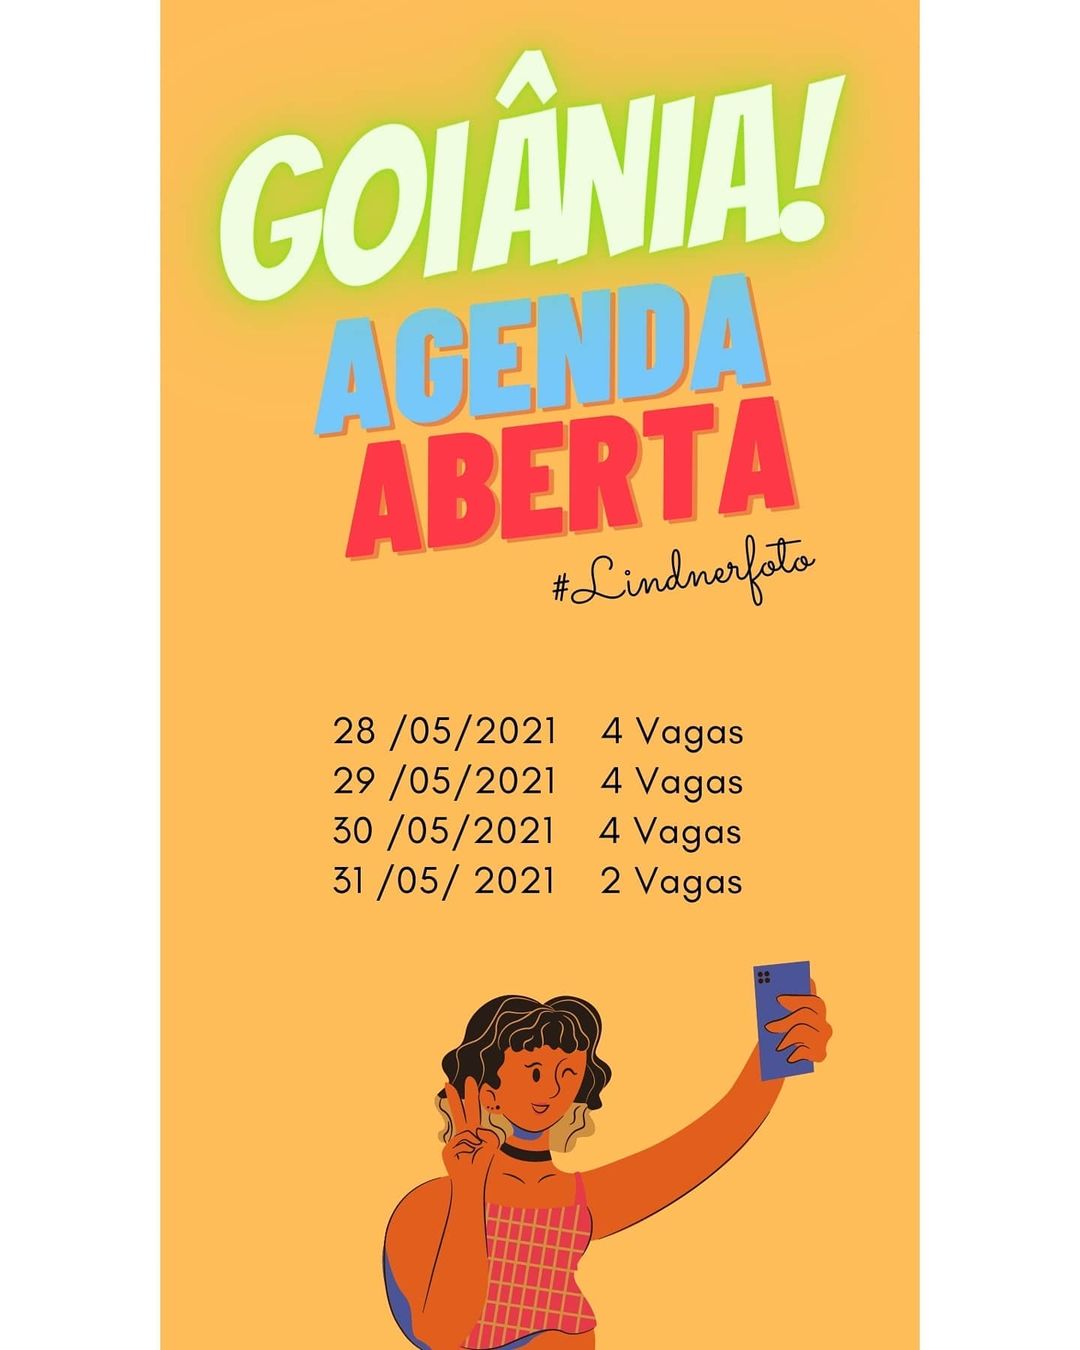 GOIÂNIA!
AGENDA
ABERTA
#Lindnerfoto
28 /05/2021 4 Vagas
29 /05/2021 4 Vagas
30 /05/2021 4 Vagas
31 /05/ 2021 2 Vagas